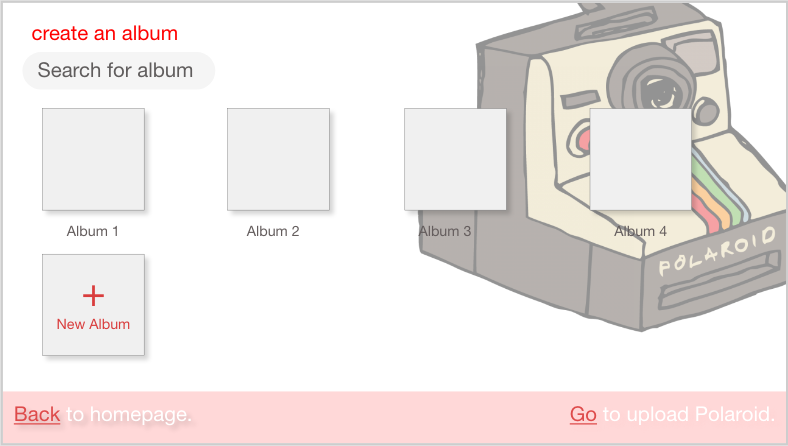 create an album
Search for album
Album 1
Album 2
Album 3
Album 4
POLAROID
+
New Album
Back to homepage.
Go to upload Polaroid.